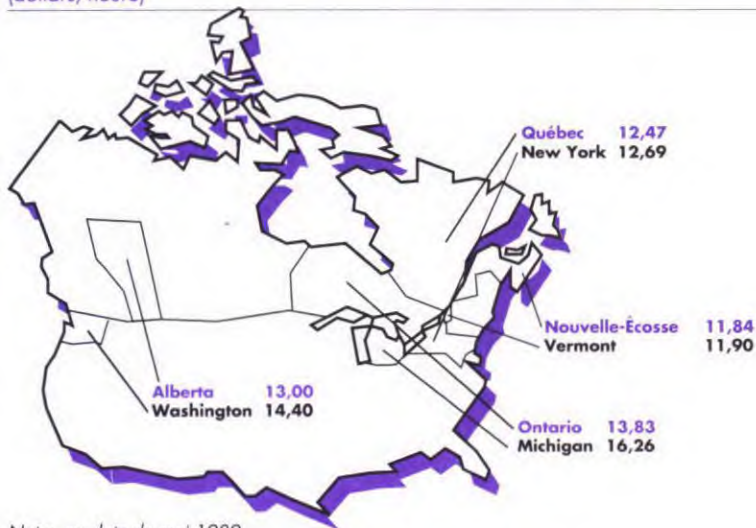 Québec 12,47
New York 12,69
Nouvelle-Écosse 11,84
Vermont 11,90
Alberta 13,00
Washington 14,40
Ontario 13,83
Michigan 16,26